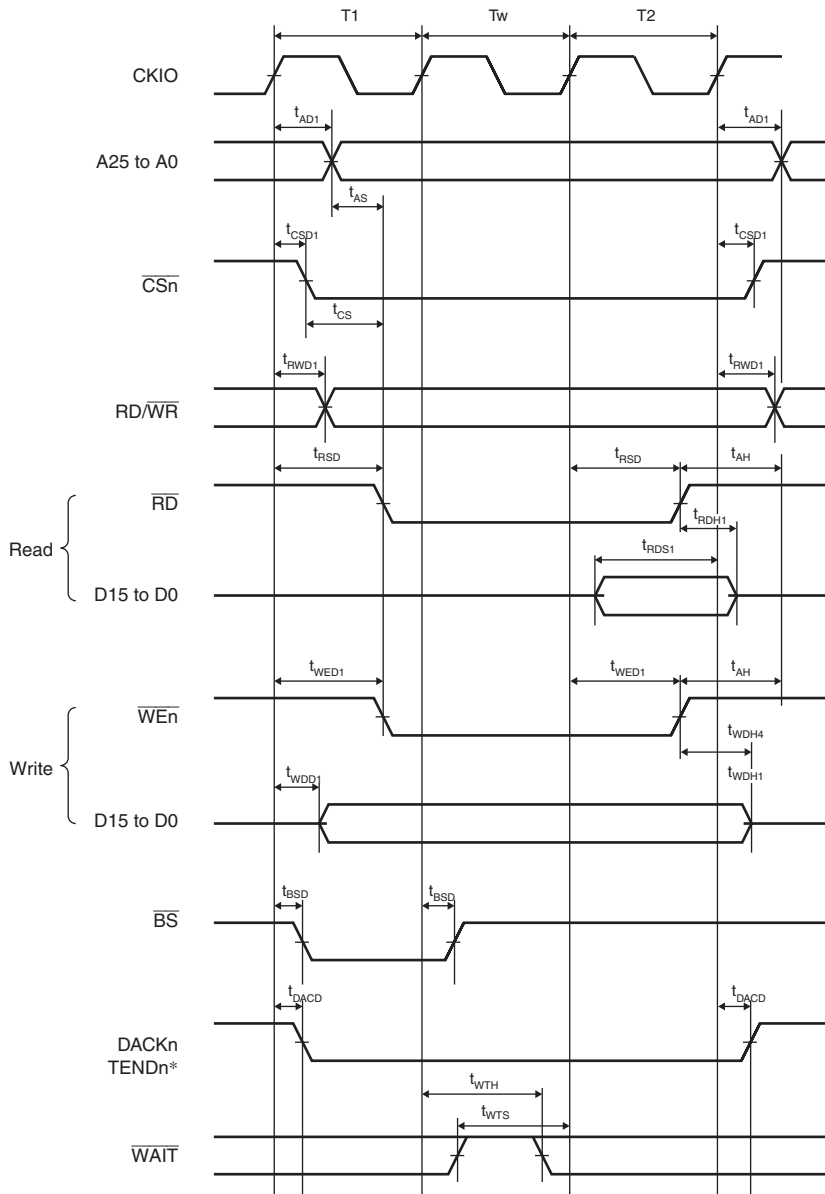 T1 Tw T2
CKIO
tAD1 tAD1
A25 to A0
tAS
tCSD1 tCSD1
CSn
tCS
tRWD1 tRWD1
RD/WR
tRSD tRSD tAH
RD
tRDH1
Read
tRDS1
D15 to D0
tWED1 tWED1 tAH
WEn
tWDH4
Write
tWDD1 tWDH1
D15 to D0
tBSD tBSD
BS
tDACD tDACD
DACKn
TENDn*
tWTH
tWTS
WAIT